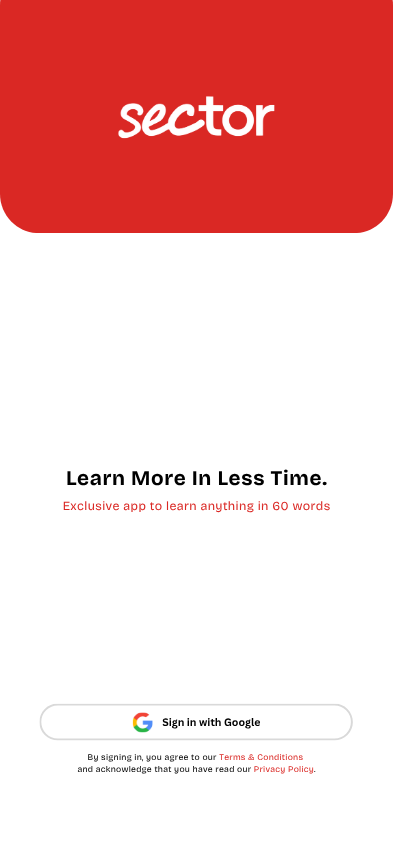 sector
Learn More In Less Time.
Exclusive app to learn anything in 60 words
Sign in with Google
By signing in, you agree to our Terms & Conditions
and acknowledge that you have read our Privacy Policy.